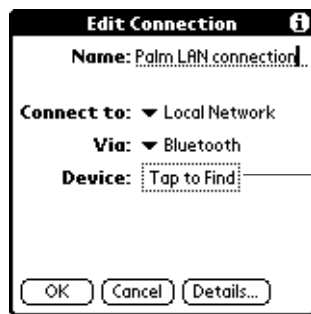 Edit Connection
Name: Palm LAN connection
Connect to: Local Network
Via: Bluetooth
Device: Tap to Find
OK Cancel Details...